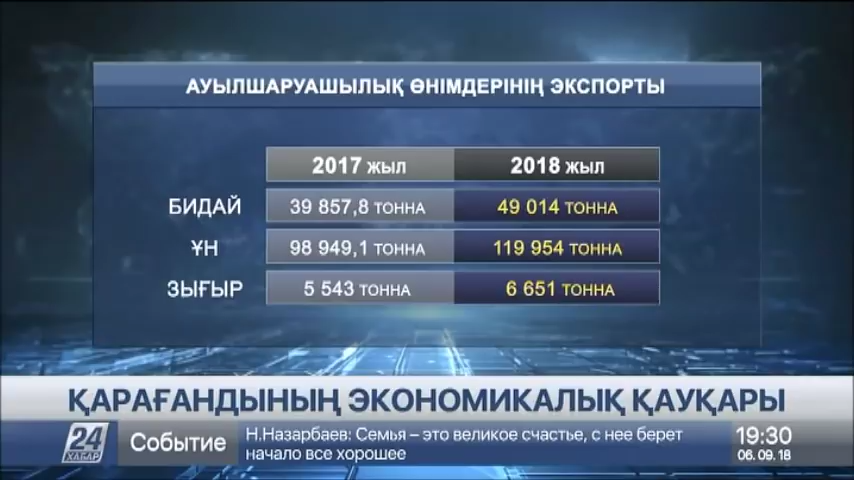 АУЫЛШАРУАШЫЛЫҚ ӨНІМДЕРІНІҢ ЭКСПОРТЫ
2017 ЖЫЛ 2018 ЖЫЛ
БИДАЙ 39 857,8 ТОННА 49 014 ТОННА
ҰН 98 949,1 ТОННА 119 954 ТОННА
ЗЫҒЫР 5 543 ТОННА 6 651 ТОННА
ҚАРАҒАНДЫНЫҢ ЭКОНОМИКАЛЫҚ ҚАУҚАРЫ
24
ХАБАР
Событие
Н.Назарбаев: Семья – это великое счастье, с нее берет
начало все хорошее
19:30
06. 09. 18